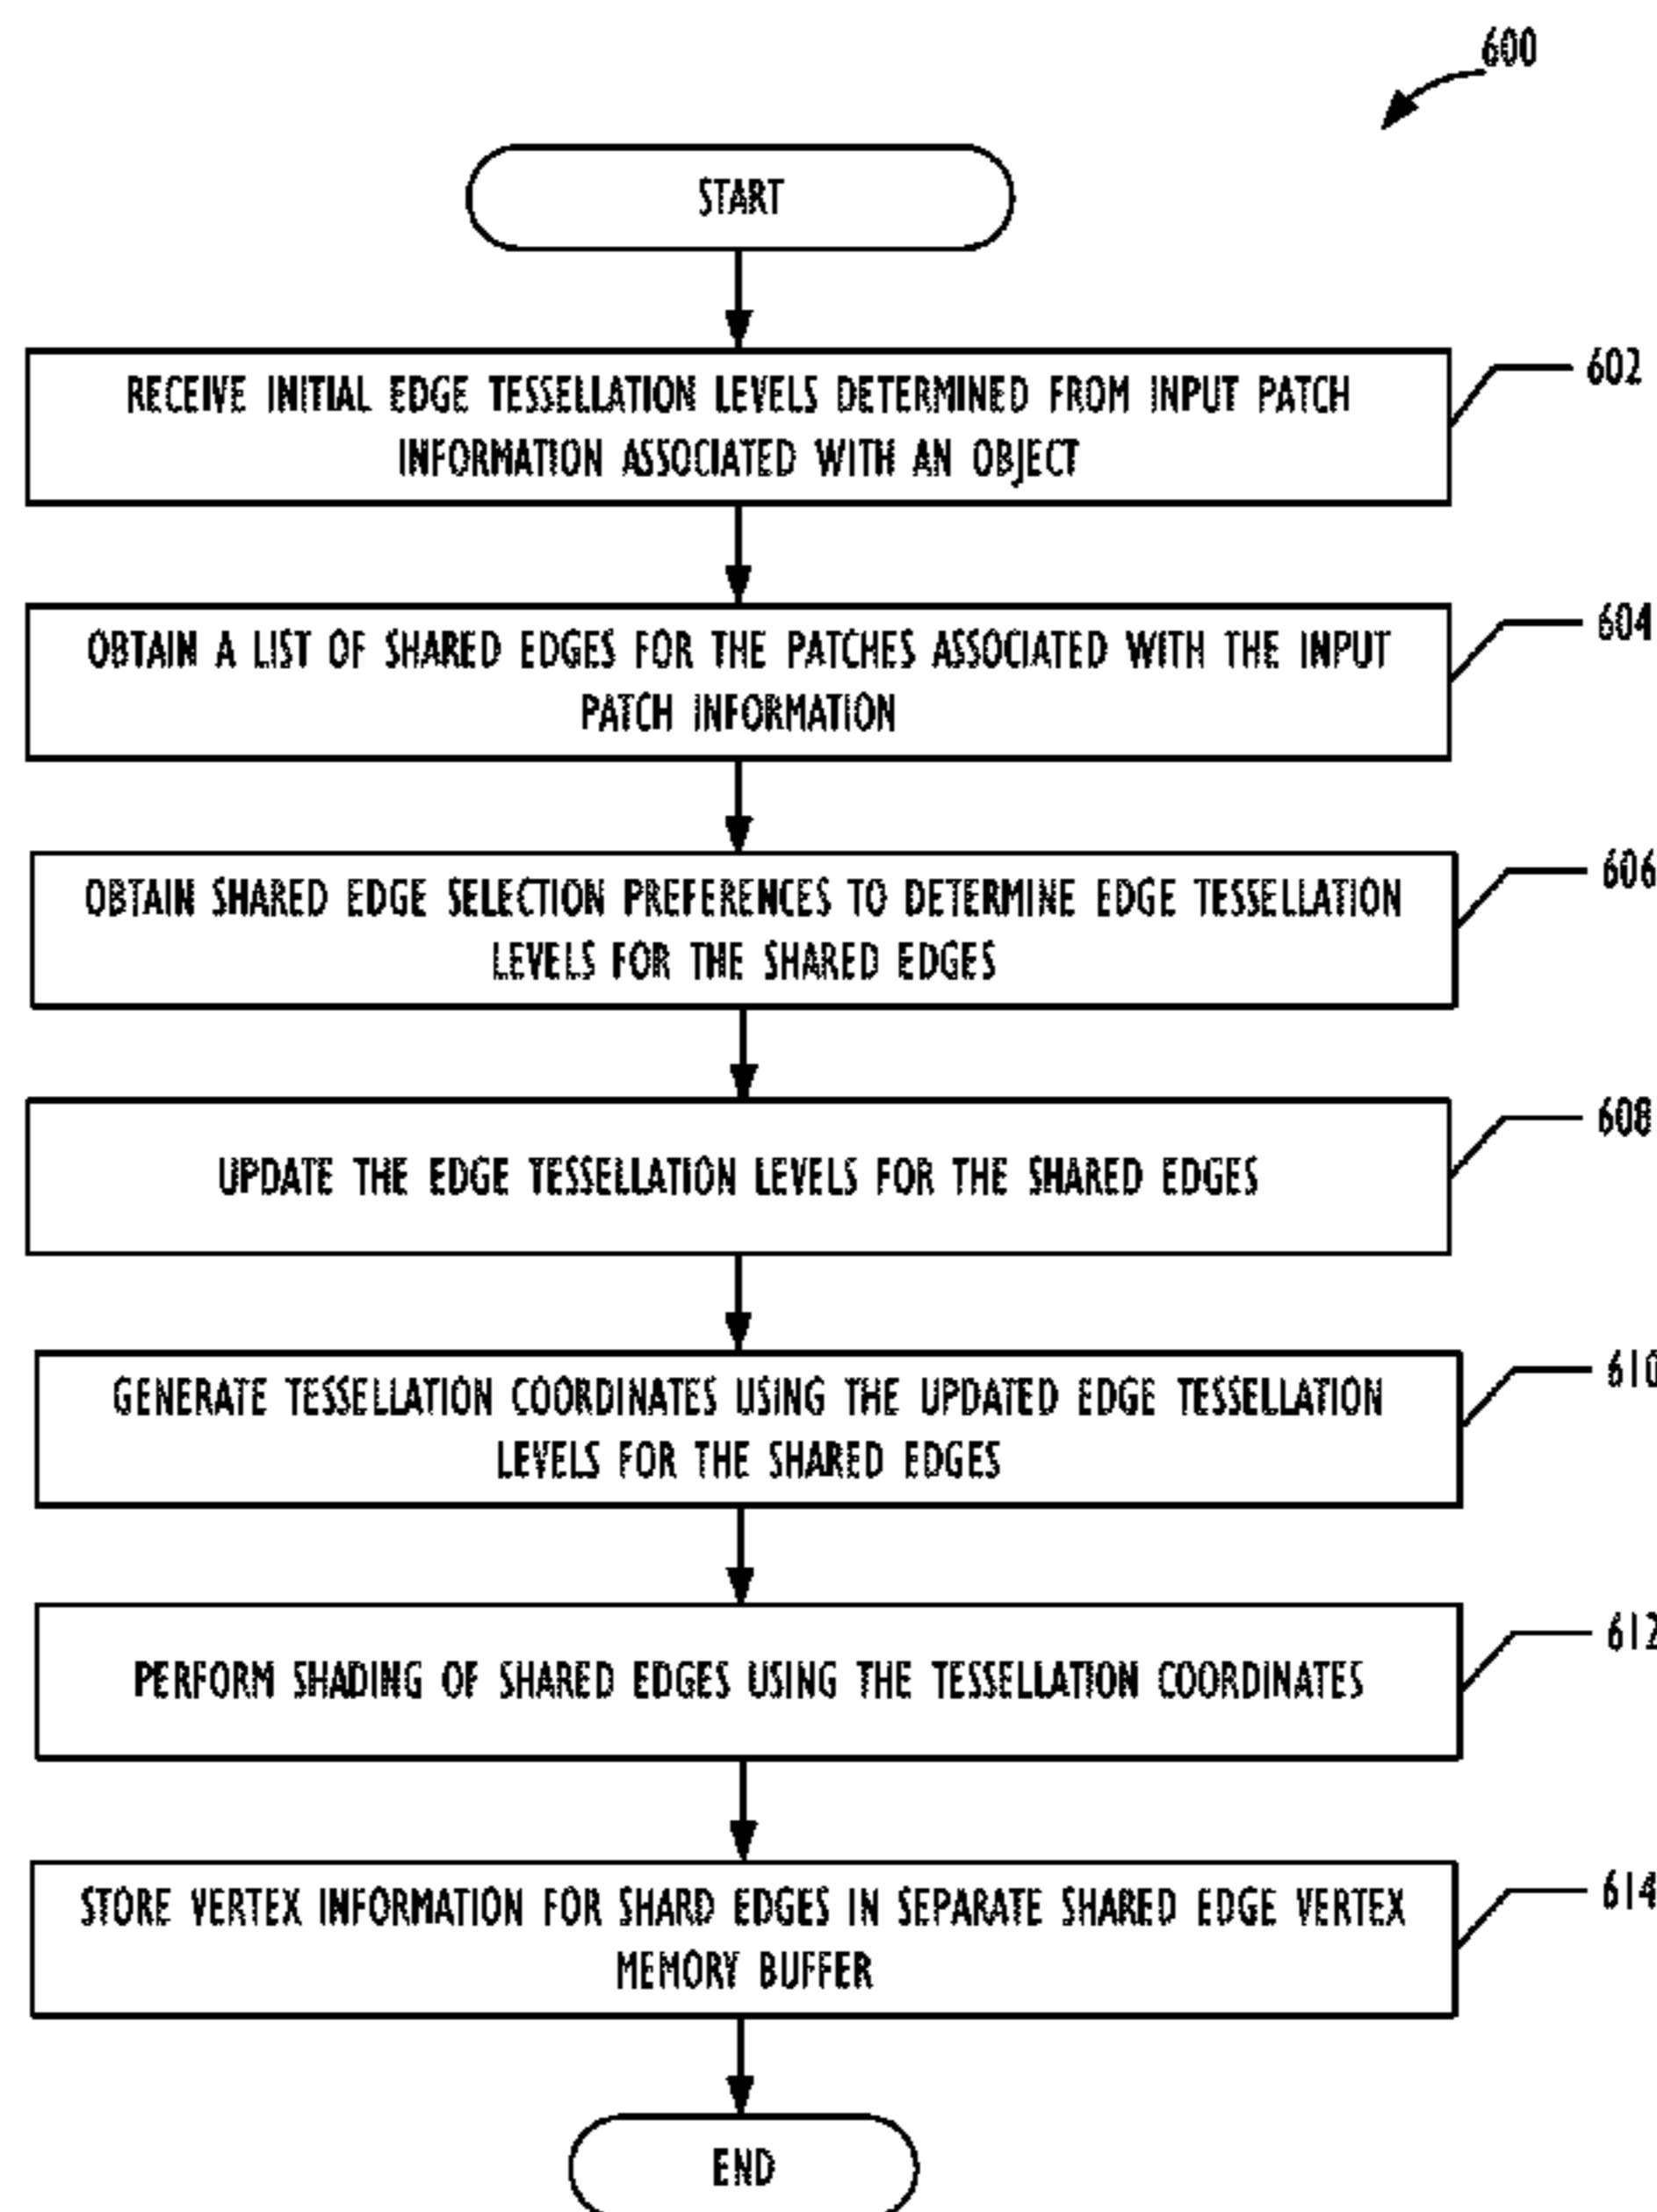 600
START
RECEIVE INITIAL EDGE TESSELLATION LEVELS DETERMINED FROM INPUT PATCH
INFORMATION ASSOCIATED WITH AN OBJECT
602
OBTAIN A LIST OF SHARED EDGES FOR THE PATCHES ASSOCIATED WITH THE INPUT
PATCH INFORMATION
604
OBTAIN SHARED EDGE SELECTION PREFERENCES TO DETERMINE EDGE TESSELLATION
LEVELS FOR THE SHARED EDGES
606
UPDATE THE EDGE TESSELLATION LEVELS FOR THE SHARED EDGES
608
GENERATE TESSELLATION COORDINATES USING THE UPDATED EDGE TESSELLATION
LEVELS FOR THE SHARED EDGES
610
PERFORM SHADING OF SHARED EDGES USING THE TESSELLATION COORDINATES
612
STORE VERTEX INFORMATION FOR SHARD EDGES IN SEPARATE SHARED EDGE VERTEX
MEMORY BUFFER
614
END